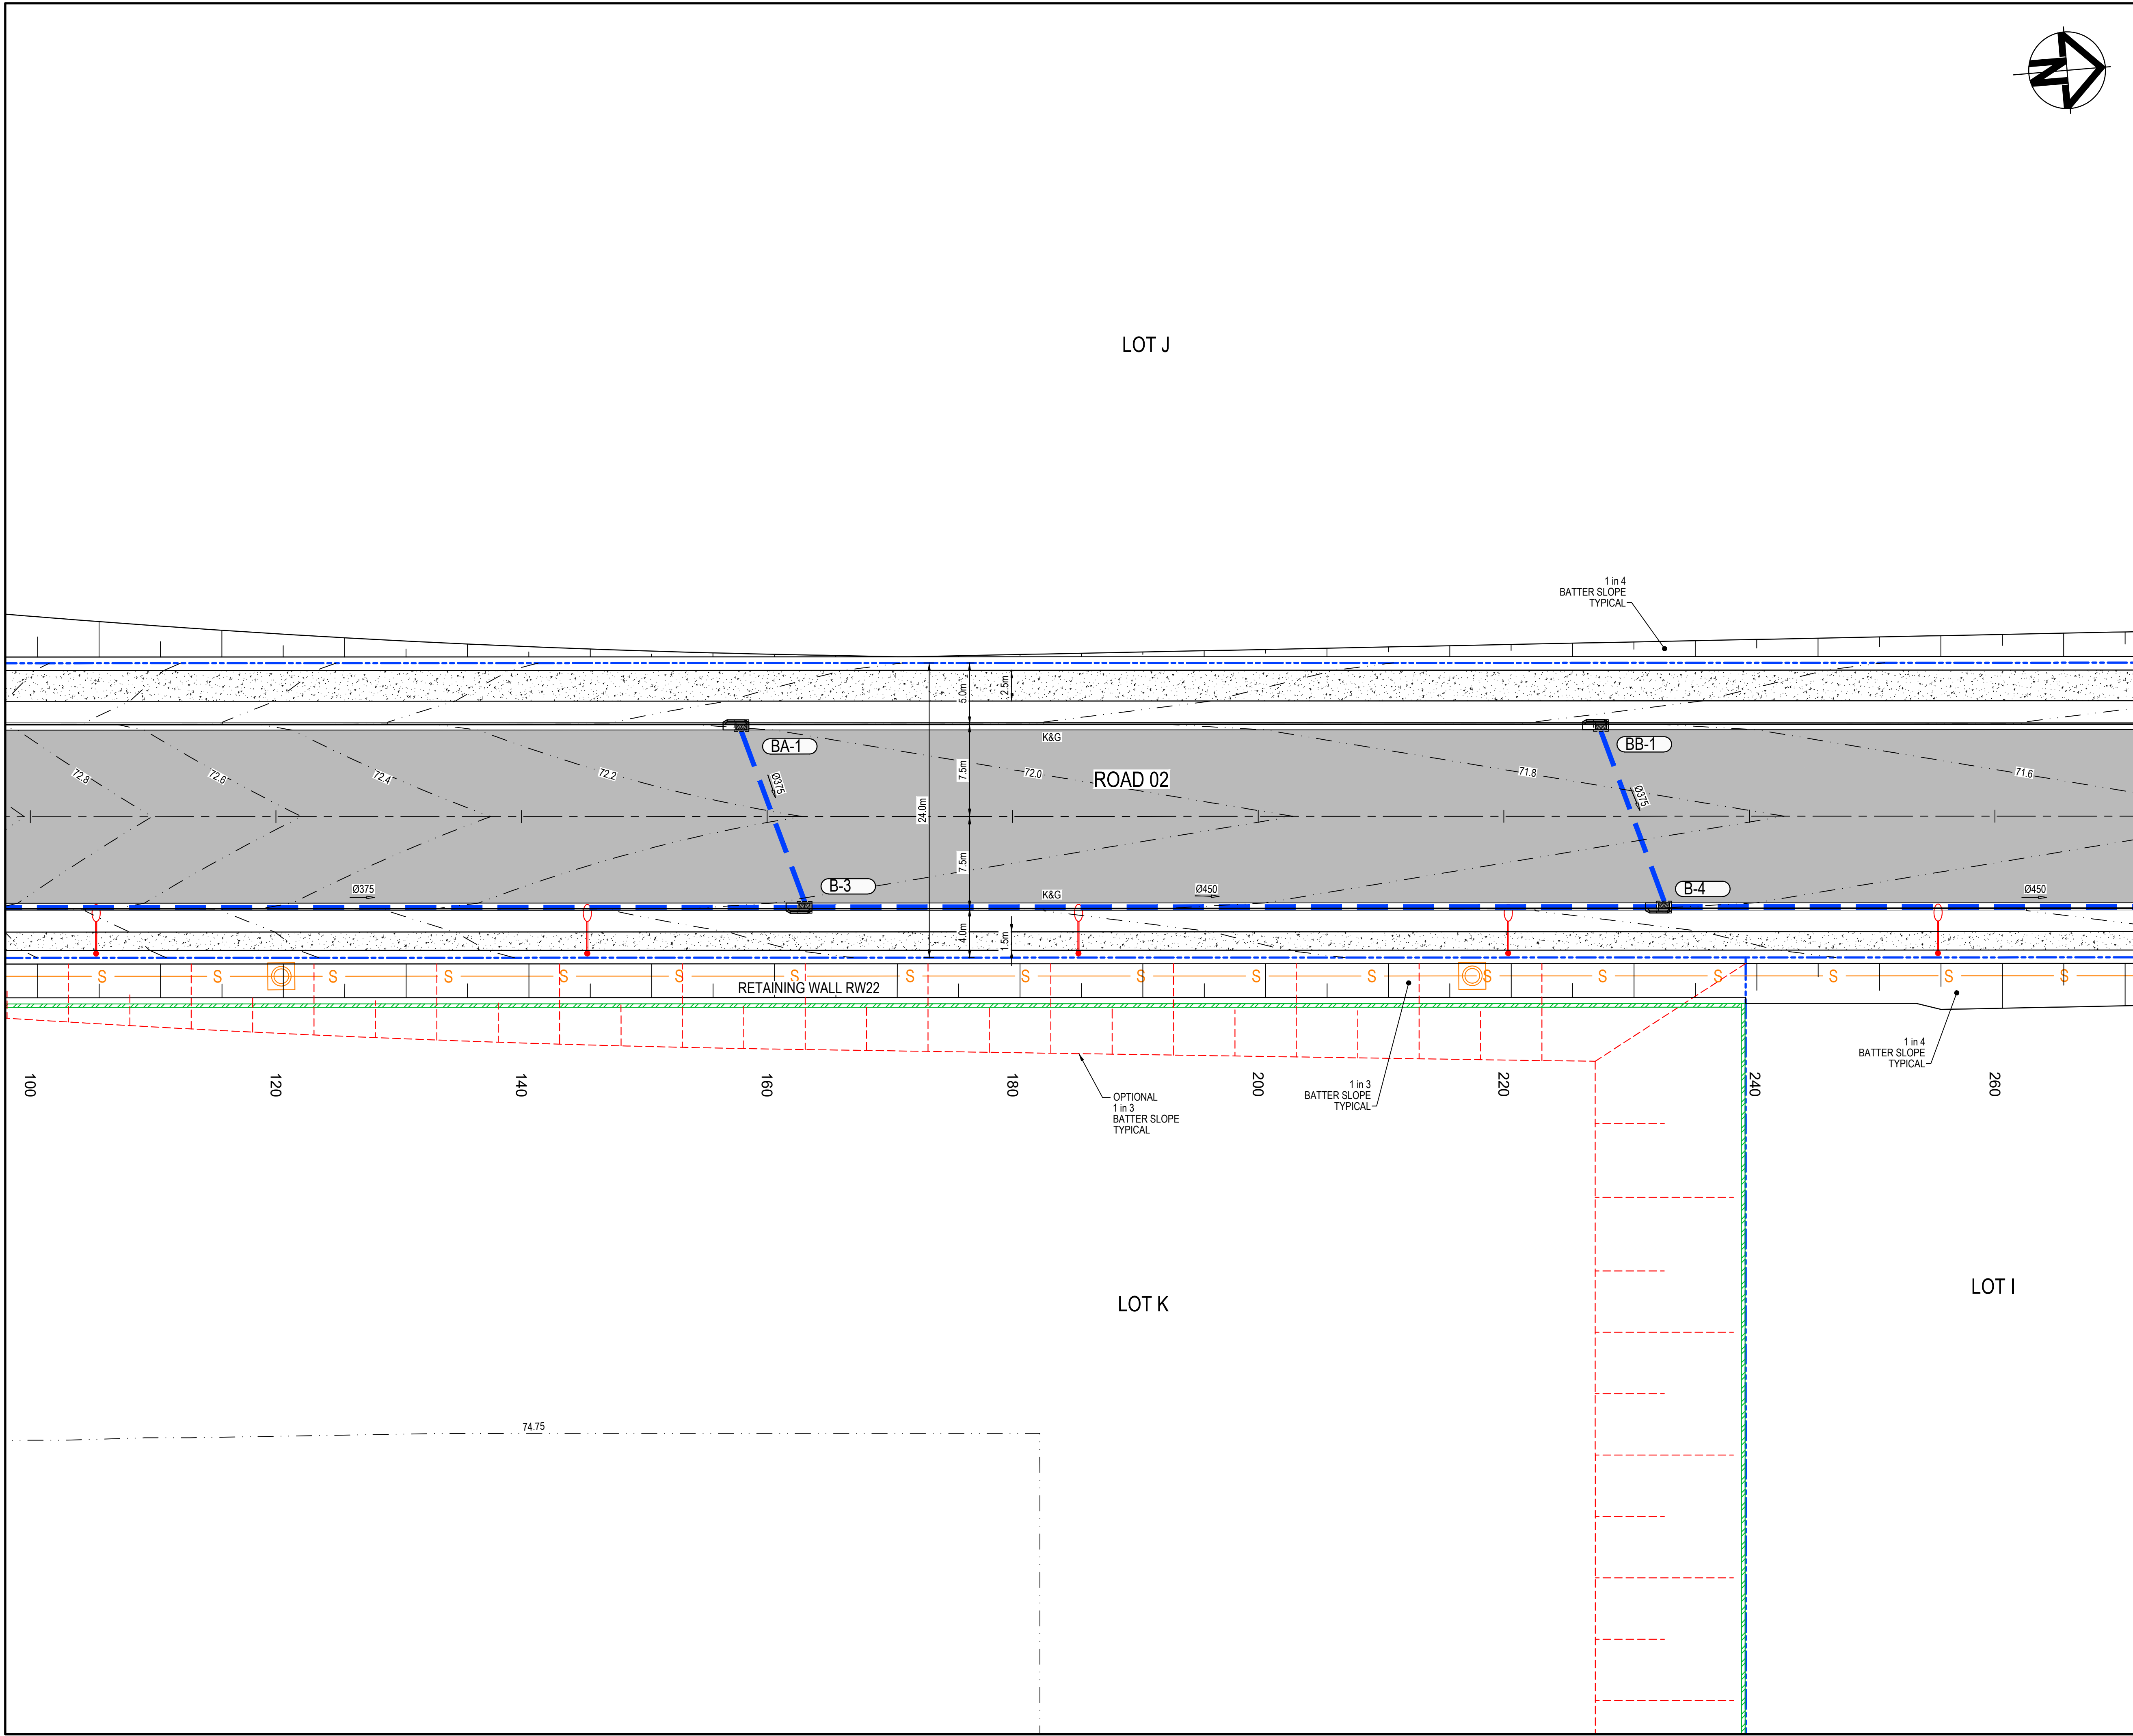 N
LOT J
1 in 4
BATTER SLOPE
TYPICAL
5.0m
2.5m
BA-1
K&G
BB-1
72.8
72.6
72.4
72.2
Ø375
7.5m
72.0
ROAD 02
71.8
Ø375
71.6
24.0m
7.5m
Ø375
B-3
K&G
Ø450
B-4
Ø450
4.0m
1.5m
S S S S S S S S S S S S S S S S S S
RETAINING WALL RW22
1 in 4
BATTER SLOPE
TYPICAL
100 120 140 160 180 200 220 240 260
OPTIONAL
1 in 3
BATTER SLOPE
TYPICAL
1 in 3
BATTER SLOPE
TYPICAL
LOT K
LOT I
74.75